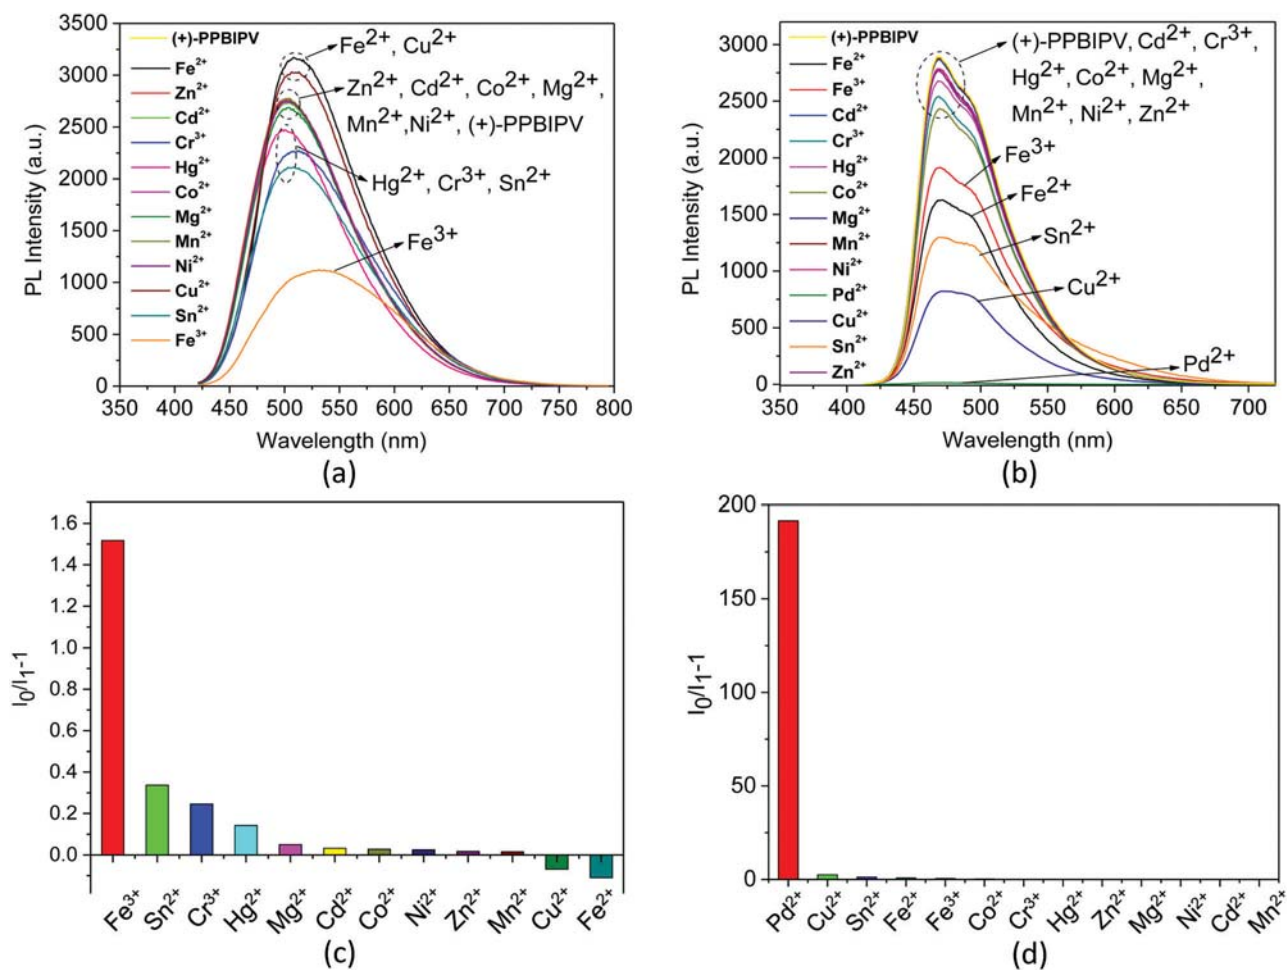 3500
3000
2500
2000
1500
1000
500
0
PL Intensity (a.u.)
(+)-PPBIPV
Fe²⁺
Zn²⁺
Cd²⁺
Cr³⁺
Hg²⁺
Co²⁺
Mg²⁺
Mn²⁺
Ni²⁺
Cu²⁺
Sn²⁺
Fe³⁺
Fe²⁺, Cu²⁺
Zn²⁺, Cd²⁺, Co²⁺, Mg²⁺,
Mn²⁺,Ni²⁺, (+)-PPBIPV
Hg²⁺, Cr³⁺, Sn²⁺
Fe³⁺
350 400 450 500 550 600 650 700 750 800
Wavelength (nm)
(a)
3000
2500
2000
1500
1000
500
0
PL Intensity (a.u.)
(+)-PPBIPV
Fe²⁺
Fe³⁺
Cd²⁺
Cr³⁺
Hg²⁺
Co²⁺
Mg²⁺
Mn²⁺
Ni²⁺
Pd²⁺
Cu²⁺
Sn²⁺
Zn²⁺
(+)-PPBIPV, Cd²⁺, Cr³⁺,
Hg²⁺, Co²⁺, Mg²⁺,
Mn²⁺, Ni²⁺, Zn²⁺
Fe³⁺
Fe²⁺
Sn²⁺
Cu²⁺
Pd²⁺
350 400 450 500 550 600 650 700
Wavelength (nm)
(b)
1.6
1.4
1.2
1.0
0.8
0.6
0.4
0.2
0.0
I₀/I₁-1
Fe³⁺ Sn²⁺ Cr³⁺ Hg²⁺ Mg²⁺ Cd²⁺ Co²⁺ Ni²⁺ Zn²⁺ Mn²⁺ Cu²⁺ Fe²⁺
(c)
200
150
100
50
0
I₀/I₁-1
Pd²⁺ Cu²⁺ Sn²⁺ Fe²⁺ Fe³⁺ Co²⁺ Cr³⁺ Hg²⁺ Zn²⁺ Mg²⁺ Ni²⁺ Cd²⁺ Mn²⁺
(d)